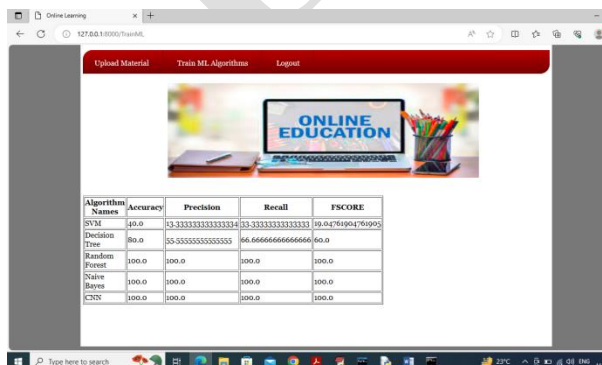 Online Learning
127.0.0.1:8000/TrainML
Upload Material Train ML Algorithms Logout
ONLINE
EDUCATION
Algorithm Names Accuracy Precision Recall FSCORE
SVM 40.0 13.333333333333334 33.33333333333333 19.04761904761905
Decision Tree 80.0 55.55555555555555 66.66666666666666 60.0
Random Forest 100.0 100.0 100.0 100.0
Naive Bayes 100.0 100.0 100.0 100.0
CNN 100.0 100.0 100.0 100.0
Type here to search 23°C ENG